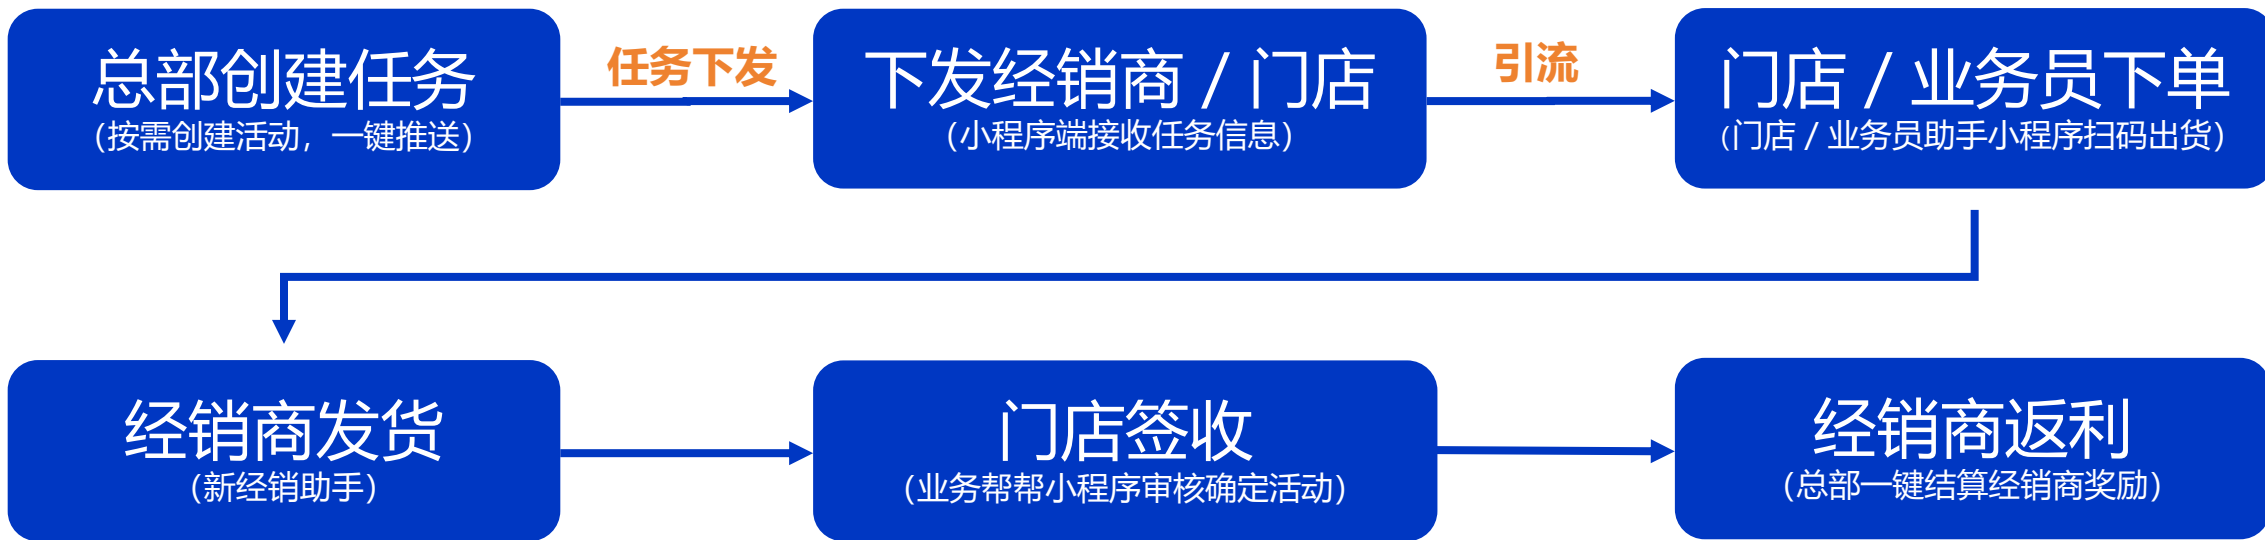 总部创建任务
（按需创建活动，一键推送）
任务下发
下发经销商 / 门店
（小程序端接收任务信息）
引流
门店 / 业务员下单
（门店 / 业务员助手小程序扫码出货）
经销商发货
（新经销助手）
门店签收
（业务帮帮小程序审核确定活动）
经销商返利
（总部一键结算经销商奖励）